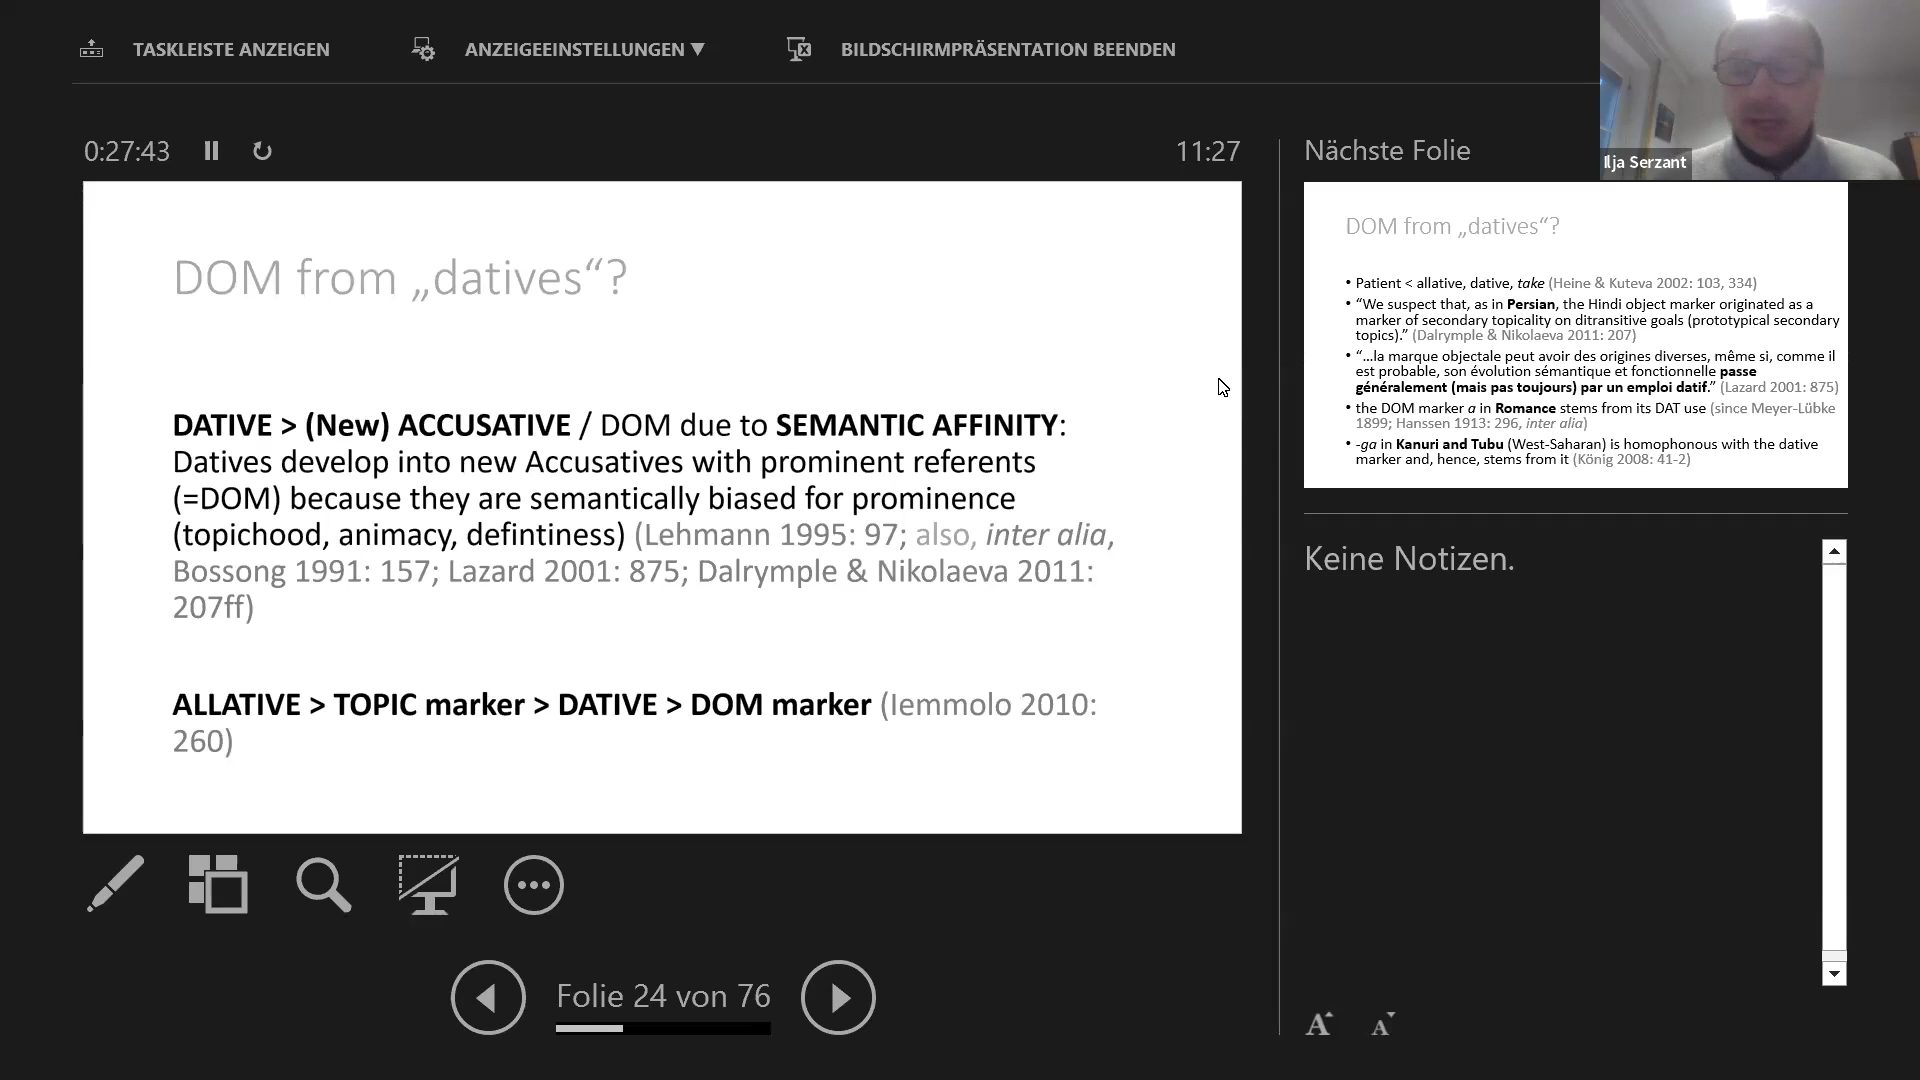 TASKLEISTE ANZEIGEN
ANZEIGEEINSTELLUNGEN ▼
BILDSCHIRMPRÄSENTATION BEENDEN
0:27:43
11:27
DOM from „datives“?
DATIVE > (New) ACCUSATIVE / DOM due to SEMANTIC AFFINITY:
Datives develop into new Accusatives with prominent referents
(=DOM) because they are semantically biased for prominence
(topichood, animacy, defintiness) (Lehmann 1995: 97; also, inter alia,
Bossong 1991: 157; Lazard 2001: 875; Dalrymple & Nikolaeva 2011:
207ff)
ALLATIVE > TOPIC marker > DATIVE > DOM marker (Iemmolo 2010:
260)
Folie 24 von 76
Nächste Folie
Ilja Serzant
DOM from „datives“?
• Patient < allative, dative, take (Heine & Kuteva 2002: 103, 334)
• “We suspect that, as in Persian, the Hindi object marker originated as a
marker of secondary topicality on ditransitive goals (prototypical secondary
topics).” (Dalrymple & Nikolaeva 2011: 207)
• “…la marque objectale peut avoir des origines diverses, même si, comme il
est probable, son évolution sémantique et fonctionnelle passe
généralement (mais pas toujours) par un emploi datif.” (Lazard 2001: 875)
• the DOM marker a in Romance stems from its DAT use (since Meyer-Lübke
1899; Hanssen 1913: 296, inter alia)
• -ga in Kanuri and Tubu (West-Saharan) is homophonous with the dative
marker and, hence, stems from it (König 2008: 41-2)
Keine Notizen.
A A